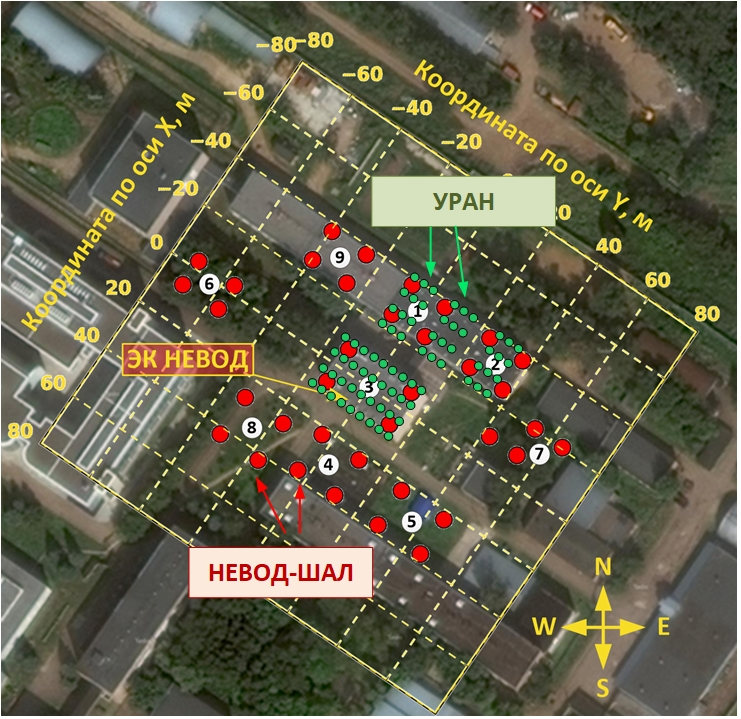 −80
−80
−60
−60
−40
−40
−20
−20
0
20
40
60
80
Координата по оси X, м
Координата по оси Y, м
20
40
60
80
УРАН
9
6
1
2
3
ЭК НЕВОД
8
4
7
5
НЕВОД-ШАЛ
N
W
E
S